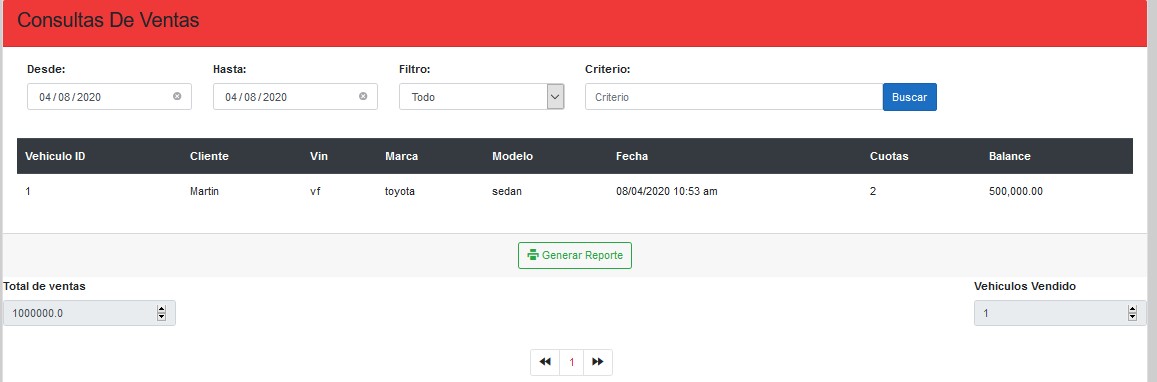 Consultas De Ventas
Desde: Hasta: Filtro: Criterio:
04/08/2020 04/08/2020 Todo Criterio Buscar
Vehiculo ID Cliente Vin Marca Modelo Fecha Cuotas Balance
1 Martin vf toyota sedan 08/04/2020 10:53 am 2 500,000.00
Generar Reporte
Total de ventas Vehiculos Vendido
1000000.0 1
1